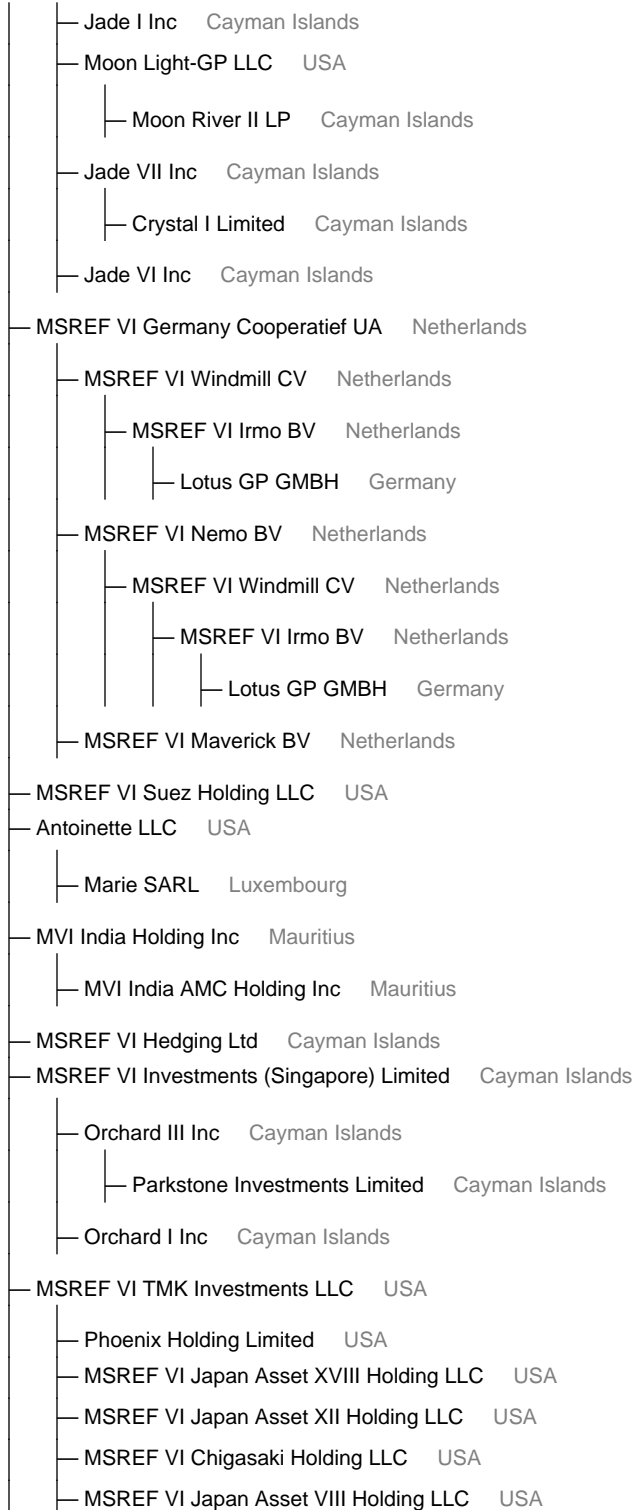 Jade I Inc Cayman Islands
Moon Light-GP LLC USA
Moon River II LP Cayman Islands
Jade VII Inc Cayman Islands
Crystal I Limited Cayman Islands
Jade VI Inc Cayman Islands
MSREF VI Germany Cooperatief UA Netherlands
MSREF VI Windmill CV Netherlands
MSREF VI Irmo BV Netherlands
Lotus GP GMBH Germany
MSREF VI Nemo BV Netherlands
MSREF VI Windmill CV Netherlands
MSREF VI Irmo BV Netherlands
Lotus GP GMBH Germany
MSREF VI Maverick BV Netherlands
MSREF VI Suez Holding LLC USA
Antoinette LLC USA
Marie SARL Luxembourg
MVI India Holding Inc Mauritius
MVI India AMC Holding Inc Mauritius
MSREF VI Hedging Ltd Cayman Islands
MSREF VI Investments (Singapore) Limited Cayman Islands
Orchard III Inc Cayman Islands
Parkstone Investments Limited Cayman Islands
Orchard I Inc Cayman Islands
MSREF VI TMK Investments LLC USA
Phoenix Holding Limited USA
MSREF VI Japan Asset XVIII Holding LLC USA
MSREF VI Japan Asset XII Holding LLC USA
MSREF VI Chigasaki Holding LLC USA
MSREF VI Japan Asset VIII Holding LLC USA